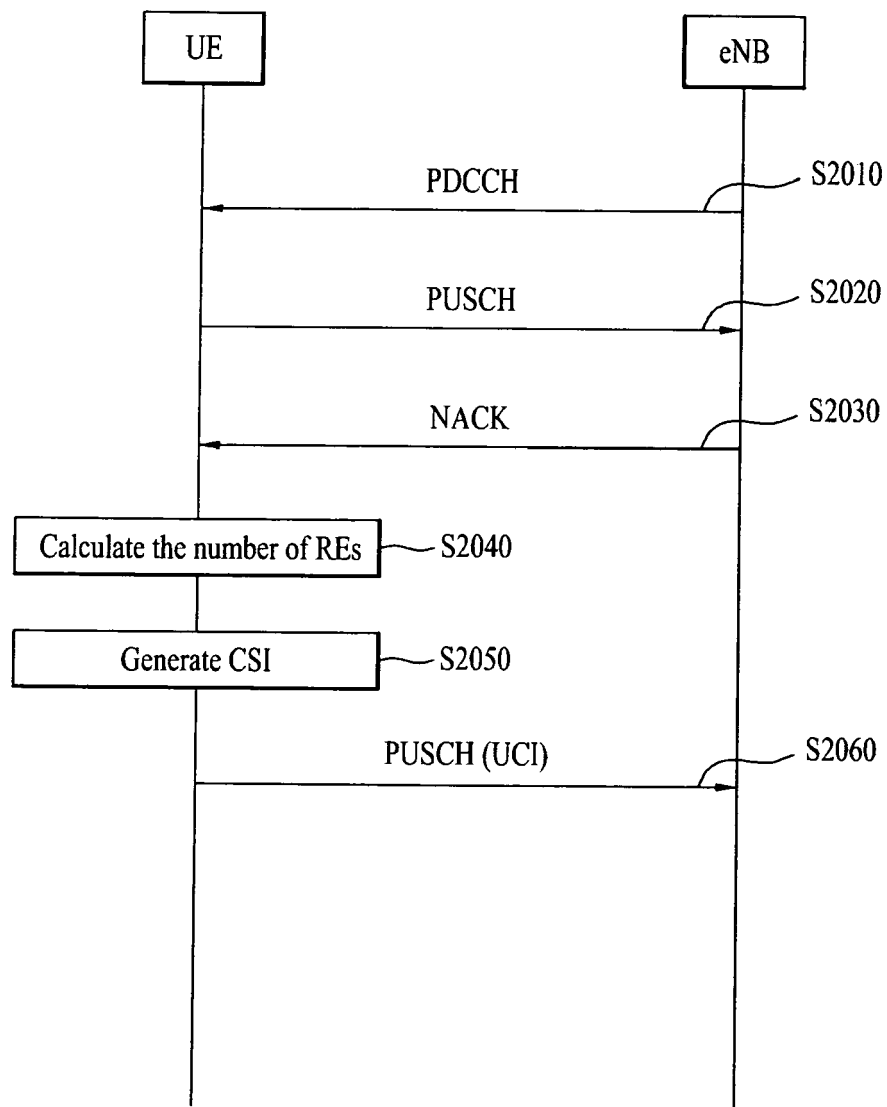 UE
eNB
PDCCH
S2010
PUSCH
S2020
NACK
S2030
Calculate the number of REs
S2040
Generate CSI
S2050
PUSCH (UCI)
S2060